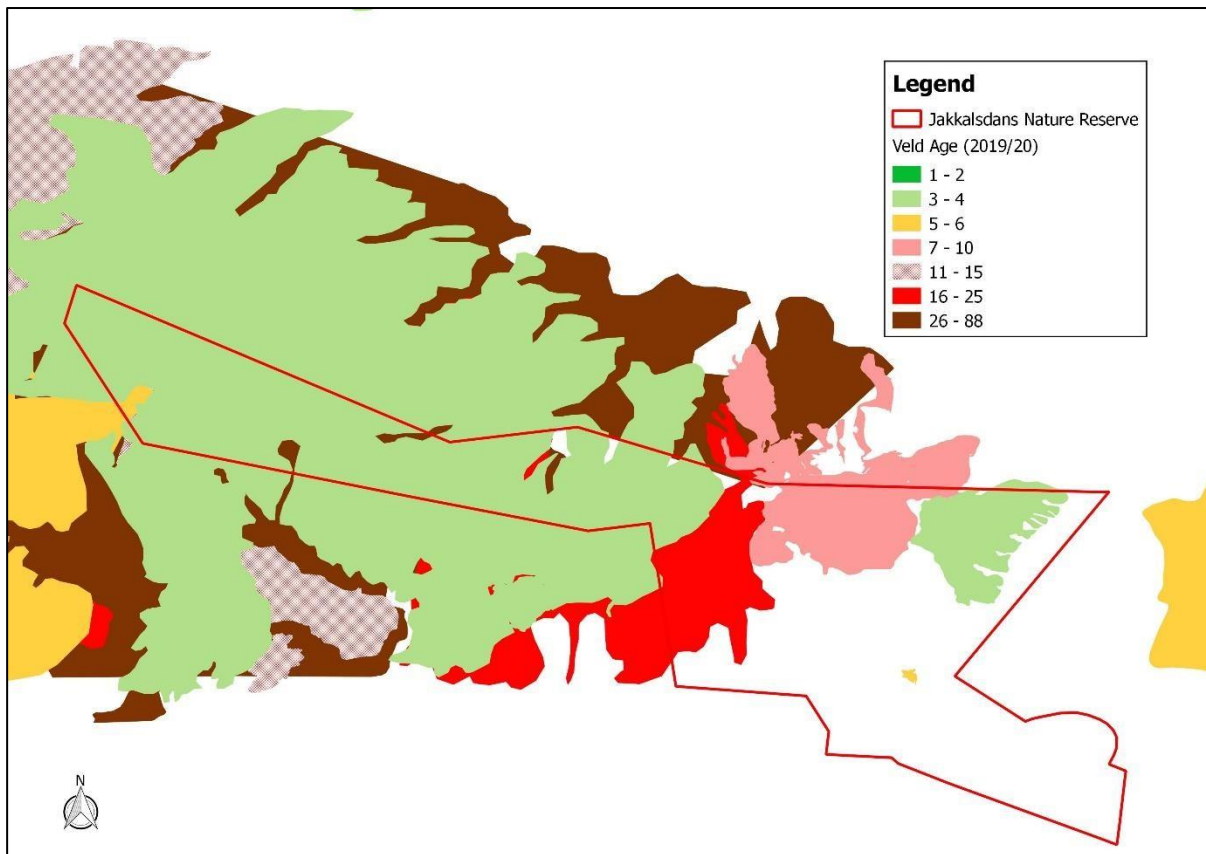 Legend
Jakkalsdans Nature Reserve
Veld Age (2019/20)
1 - 2
3 - 4
5 - 6
7 - 10
11 - 15
16 - 25
26 - 88
N